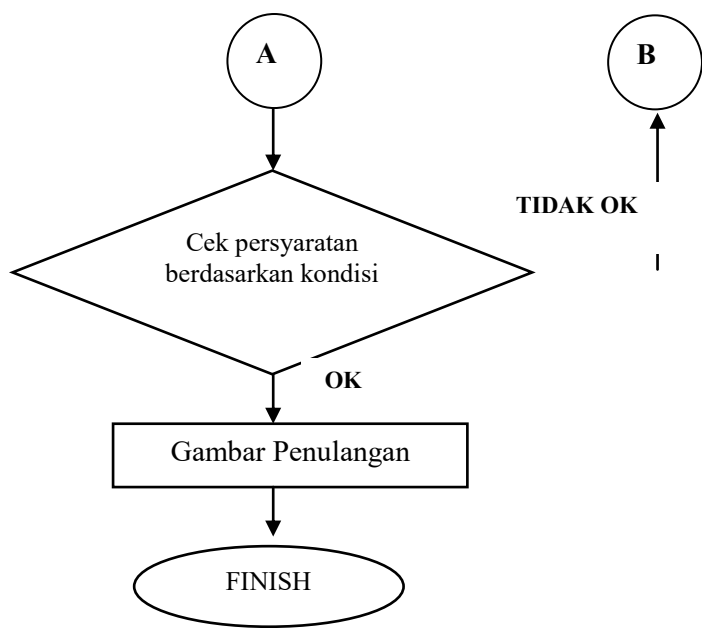 A
B
TIDAK OK
Cek persyaratan
berdasarkan kondisi
OK
Gambar Penulangan
FINISH